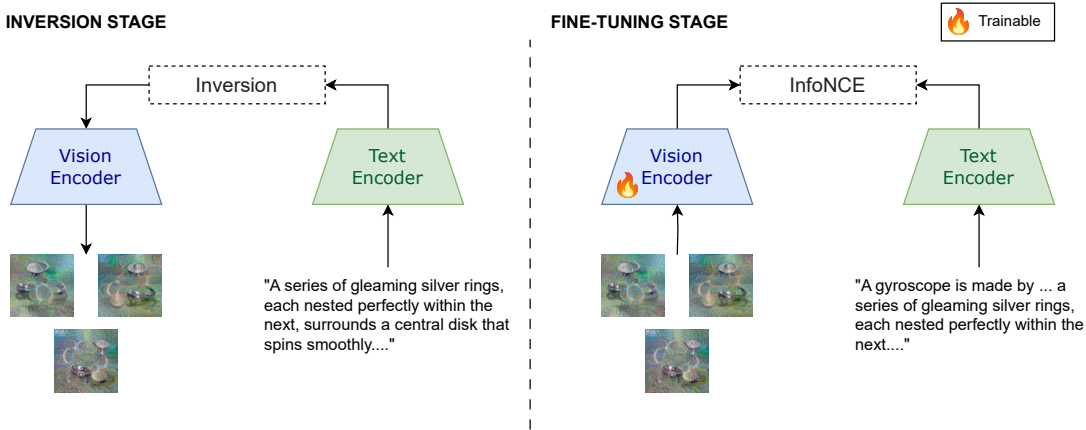 INVERSION STAGE
Inversion
Vision
Encoder
Text
Encoder
"A series of gleaming silver rings,
each nested perfectly within the
next, surrounds a central disk that
spins smoothly...."
FINE-TUNING STAGE
Trainable
InfoNCE
Vision
Encoder
Text
Encoder
"A gyroscope is made by ... a
series of gleaming silver rings,
each nested perfectly within the
next...."